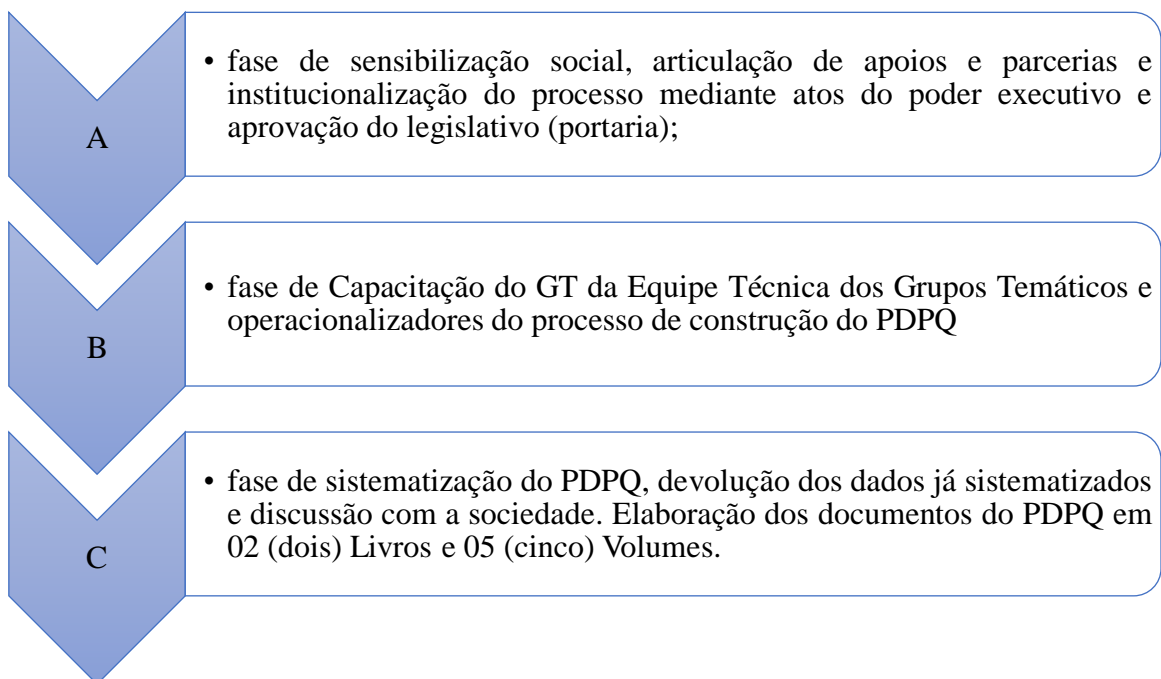 A
• fase de sensibilização social, articulação de apoios e parcerias e
institucionalização do processo mediante atos do poder executivo e
aprovação do legislativo (portaria);
B
• fase de Capacitação do GT da Equipe Técnica dos Grupos Temáticos e
operacionalizadores do processo de construção do PDPQ
C
• fase de sistematização do PDPQ, devolução dos dados já sistematizados
e discussão com a sociedade. Elaboração dos documentos do PDPQ em
02 (dois) Livros e 05 (cinco) Volumes.